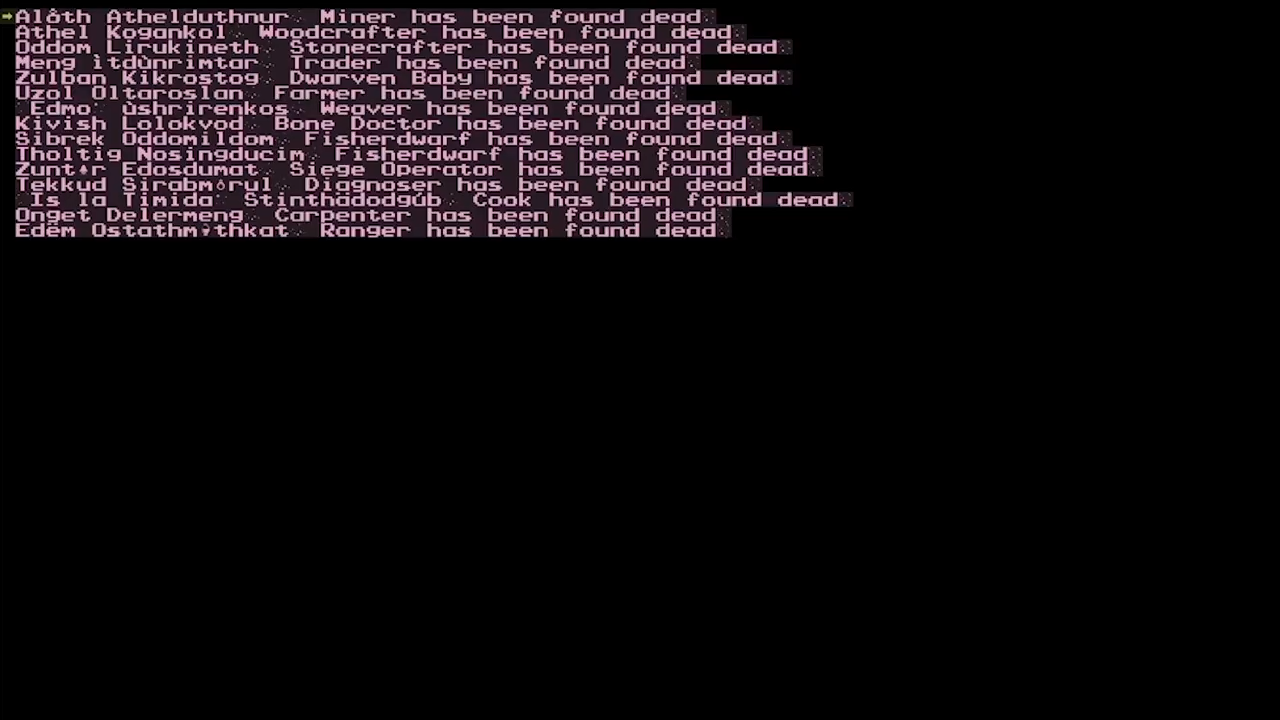 Alôth Athelduthnur, Miner has been found dead.
Athel Kogankol, Woodcrafter has been found dead.
Oddom Lirukineth, Stonecrafter has been found dead.
Meng ìtdùnrimtar, Trader has been found dead.
Zulban Kikrostog, Dwarven Baby has been found dead.
Uzol Oltaroslan, Farmer has been found dead.
'Edmo' ùshrirenkos, Weaver has been found dead.
Kivish Lolokvod, Bone Doctor has been found dead.
Sibrek Oddomildom, Fisherdwarf has been found dead.
Tholtig Nosingducim, Fisherdwarf has been found dead.
Edosdumat, Siege Operator has been found dead.
Tekkud Diagnoser has been found dead.
'Is la Timida' Stinthädodgúb, Cook has been found dead.
Onget Delermeng, Carpenter has been found dead.
Edëm Ranger has been found dead.